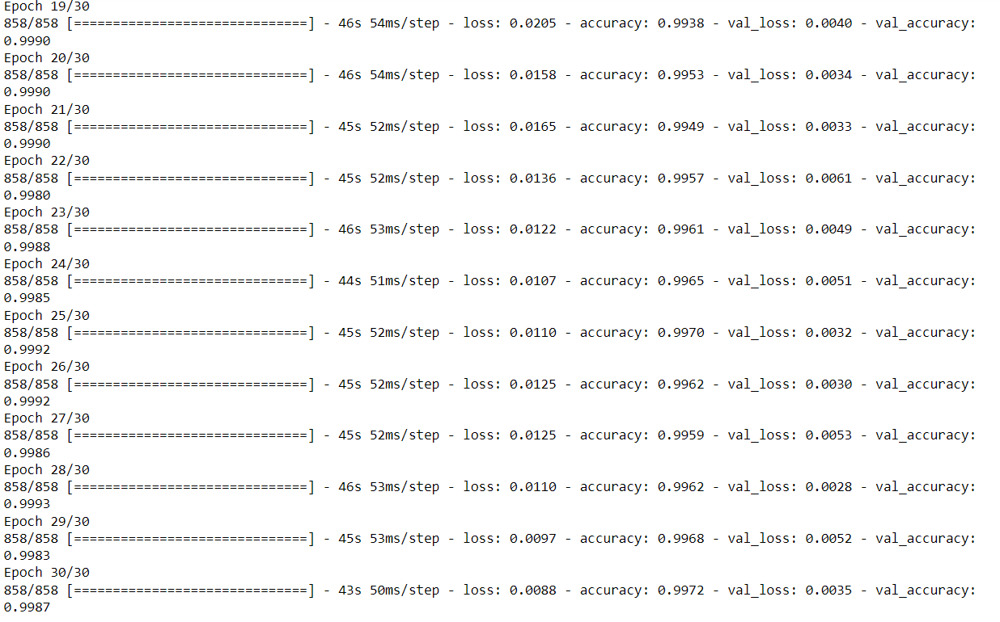 Epoch 19/30
858/858 [==============================] - 46s 54ms/step - loss: 0.0205 - accuracy: 0.9938 - val_loss: 0.0040 - val_accuracy:
0.9990
Epoch 20/30
858/858 [==============================] - 46s 54ms/step - loss: 0.0158 - accuracy: 0.9953 - val_loss: 0.0034 - val_accuracy:
0.9990
Epoch 21/30
858/858 [==============================] - 45s 52ms/step - loss: 0.0165 - accuracy: 0.9949 - val_loss: 0.0033 - val_accuracy:
0.9990
Epoch 22/30
858/858 [==============================] - 45s 52ms/step - loss: 0.0136 - accuracy: 0.9957 - val_loss: 0.0061 - val_accuracy:
0.9980
Epoch 23/30
858/858 [==============================] - 46s 53ms/step - loss: 0.0122 - accuracy: 0.9961 - val_loss: 0.0049 - val_accuracy:
0.9988
Epoch 24/30
858/858 [==============================] - 44s 51ms/step - loss: 0.0107 - accuracy: 0.9965 - val_loss: 0.0051 - val_accuracy:
0.9985
Epoch 25/30
858/858 [==============================] - 45s 52ms/step - loss: 0.0110 - accuracy: 0.9970 - val_loss: 0.0032 - val_accuracy:
0.9992
Epoch 26/30
858/858 [==============================] - 45s 52ms/step - loss: 0.0125 - accuracy: 0.9962 - val_loss: 0.0030 - val_accuracy:
0.9992
Epoch 27/30
858/858 [==============================] - 45s 52ms/step - loss: 0.0125 - accuracy: 0.9959 - val_loss: 0.0053 - val_accuracy:
0.9986
Epoch 28/30
858/858 [==============================] - 46s 53ms/step - loss: 0.0110 - accuracy: 0.9962 - val_loss: 0.0028 - val_accuracy:
0.9993
Epoch 29/30
858/858 [==============================] - 45s 53ms/step - loss: 0.0097 - accuracy: 0.9968 - val_loss: 0.0052 - val_accuracy:
0.9983
Epoch 30/30
858/858 [==============================] - 43s 50ms/step - loss: 0.0088 - accuracy: 0.9972 - val_loss: 0.0035 - val_accuracy:
0.9987